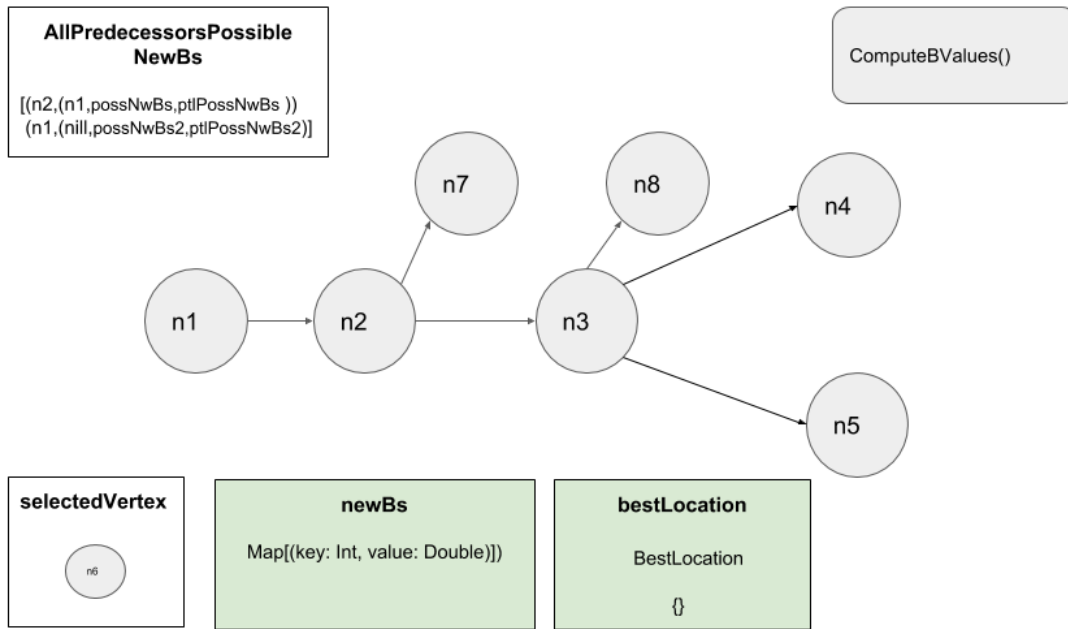 AllPredecessorsPossible
NewBs
[(n2,(n1,possNwBs,ptlPossNwBs ))
(n1,(nill,possNwBs2,ptlPossNwBs2)]
ComputeBValues()
n7
n8
n4
n1
n2
n3
n5
selectedVertex
n6
newBs
Map[(key: Int, value: Double)])
bestLocation
BestLocation
{}